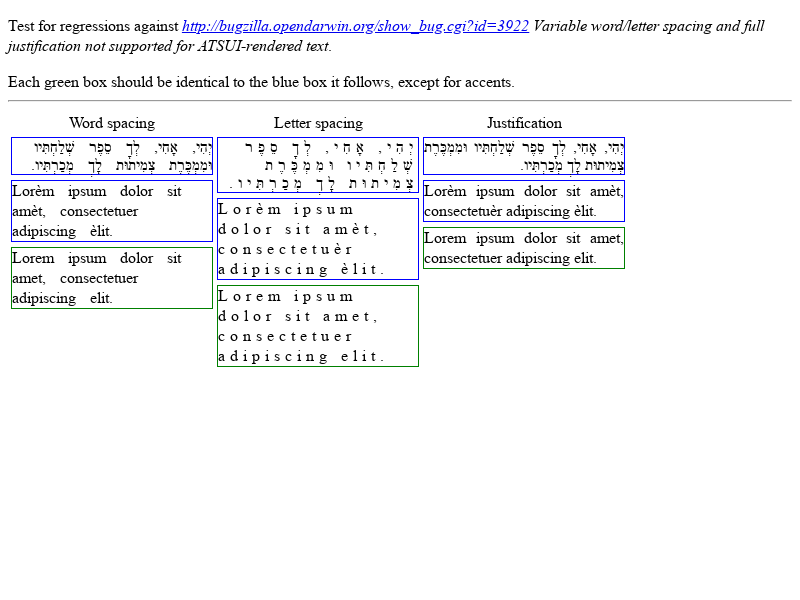 Test for regressions against http://bugzilla.opendarwin.org/show_bug.cgi?id=3922 Variable word/letter spacing and full
justification not supported for ATSUI-rendered text.
Each green box should be identical to the blue box it follows, except for accents.
Word spacing
יְהִי, אָחִי, לְךָ סֵפֶר שְׁלַחְתִּיו
וּמִמְכֶּרֶת צְמִיתוּת לָךְ מְכַרְתִּיו.
Lorèm ipsum dolor sit
amèt, consectetuer
adipiscing èlit.
Lorem ipsum dolor sit
amet, consectetuer
adipiscing elit.
Letter spacing
יְהִי, אָחִי, לְךָ סֵפֶר
שְׁלַחְתִּיו וּמִמְכֶּרֶת
צְמִיתוּת לָךְ מְכַרְתִּיו.
Lorèm ipsum
dolor sit amèt,
consectetuèr
adipiscing èlit.
Lorem ipsum
dolor sit amet,
consectetuer
adipiscing elit.
Justification
יְהִי, אָחִי, לְךָ סֵפֶר שְׁלַחְתִּיו וּמִמְכֶּרֶת
צְמִיתוּת לָךְ מְכַרְתִּיו.
Lorèm ipsum dolor sit amèt,
consectetuèr adipiscing èlit.
Lorem ipsum dolor sit amet,
consectetuer adipiscing elit.